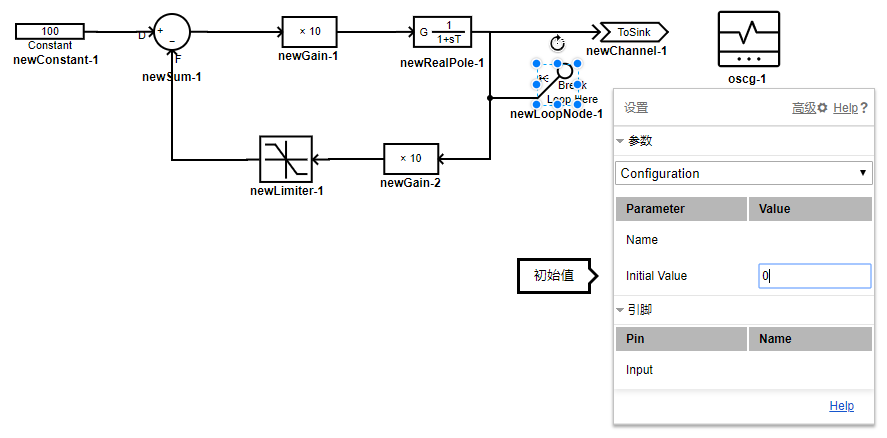 100
Constant
newConstant-1
D
+
−
F
newSum-1
× 10
newGain-1
G 1
1+sT
newRealPole-1
ToSink
newChannel-1
oscg-1
Break
Loop Here
newLoopNode-1
newLimiter-1
× 10
newGain-2
初始值
设置 高级 Help ?
参数
Configuration
Parameter Value
Name
Initial Value 0
引脚
Pin Name
Input
Help